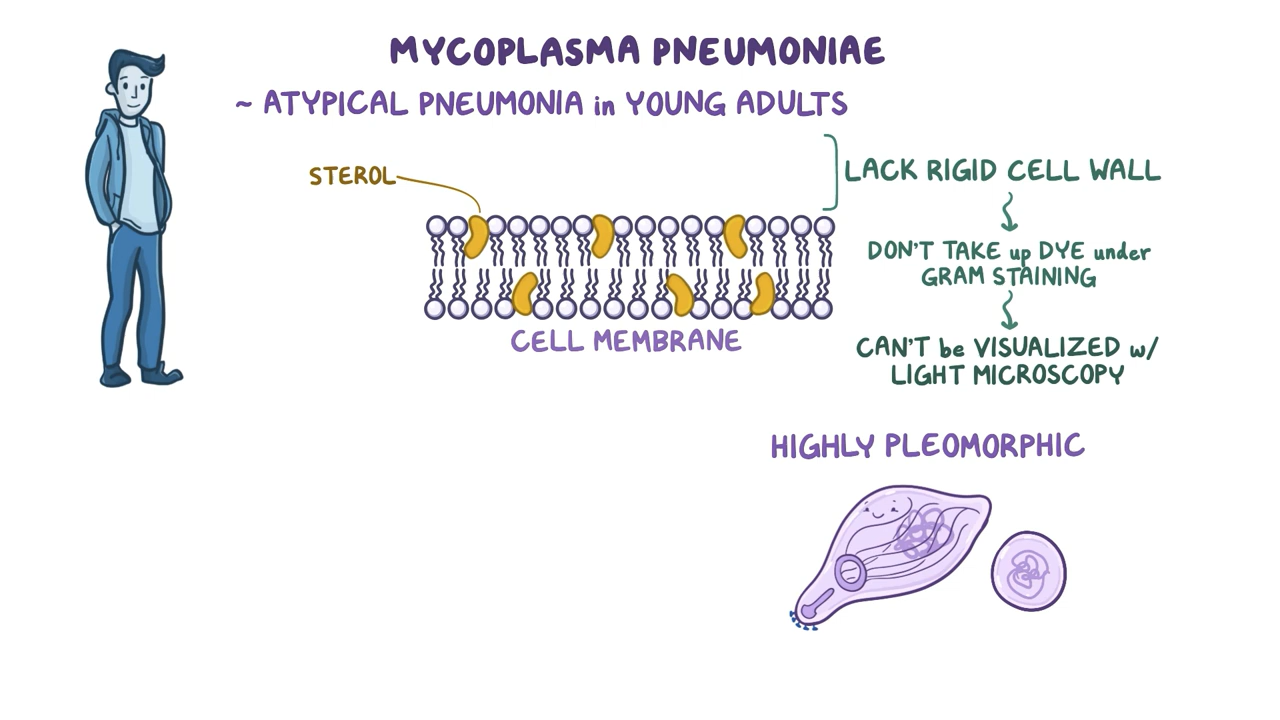 MYCOPLASMA PNEUMONIAE
~ ATYPICAL PNEUMONIA in YOUNG ADULTS
STEROL
CELL MEMBRANE
LACK RIGID CELL WALL
DON'T TAKE up DYE under
GRAM STAINING
CAN'T be VISUALIZED w/
LIGHT MICROSCOPY
HIGHLY PLEOMORPHIC